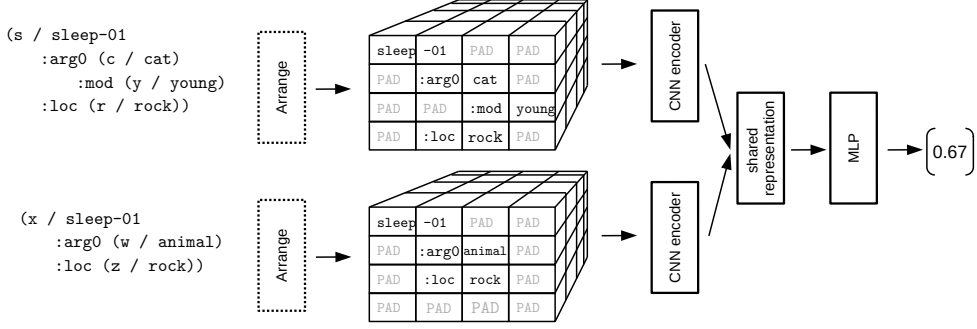 (s / sleep-01
:arg0 (c / cat)
:mod (y / young)
:loc (r / rock))
Arrange
sleep -01 PAD PAD
PAD :arg0 cat PAD
PAD PAD :mod young
PAD :loc rock PAD
CNN encoder
(x / sleep-01
:arg0 (w / animal)
:loc (z / rock))
Arrange
sleep -01 PAD PAD
PAD :arg0 animal PAD
PAD :loc rock PAD
PAD PAD PAD PAD
CNN encoder
shared
representation
MLP
0.67